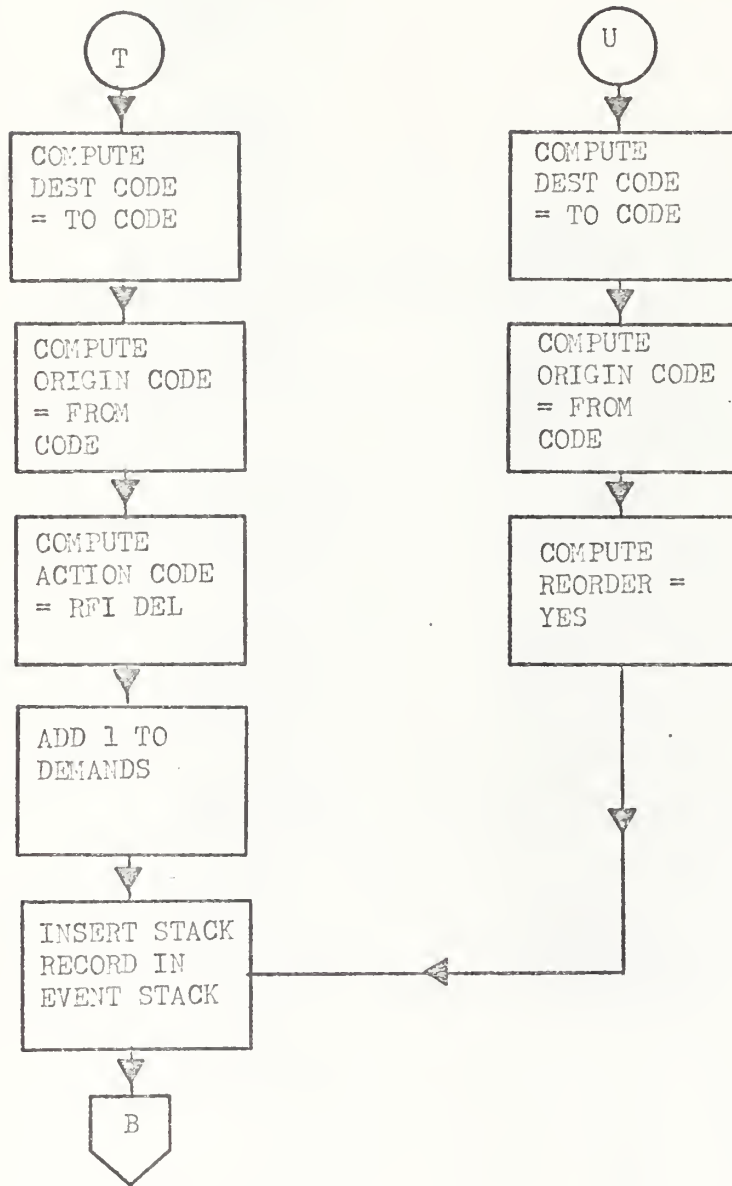 T
COMPUTE
DEST CODE
= TO CODE
COMPUTE
ORIGIN CODE
= FROM
CODE
COMPUTE
ACTION CODE
= RFI DEL
ADD 1 TO
DEMANDS
INSERT STACK
RECORD IN
EVENT STACK
B
U
COMPUTE
DEST CODE
= TO CODE
COMPUTE
ORIGIN CODE
= FROM
CODE
COMPUTE
REORDER =
YES